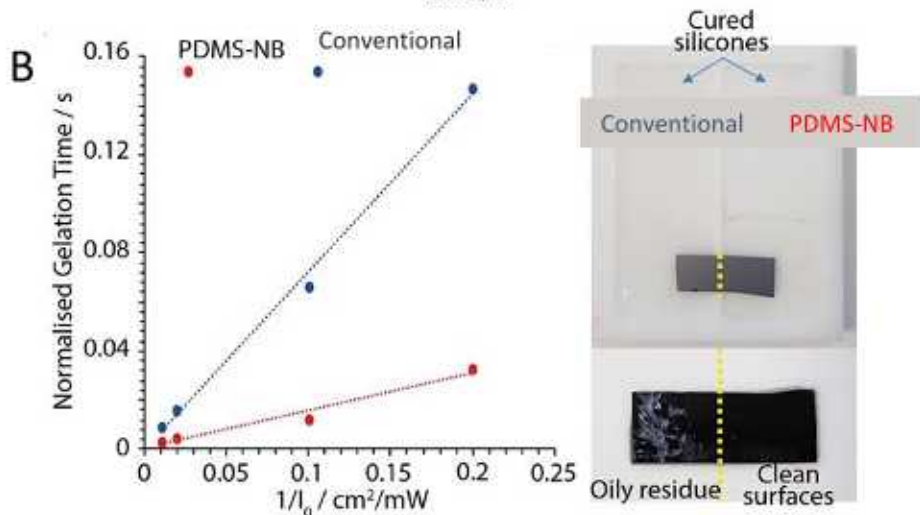 B
PDMS-NB
Conventional
Normalised Gelation Time / s
0.16
0.12
0.08
0.04
0
0
0.05
0.1
0.15
0.2
0.25
1/I₀ / cm²/mW
Cured
silicones
Conventional
PDMS-NB
Oily residue
Clean
surfaces